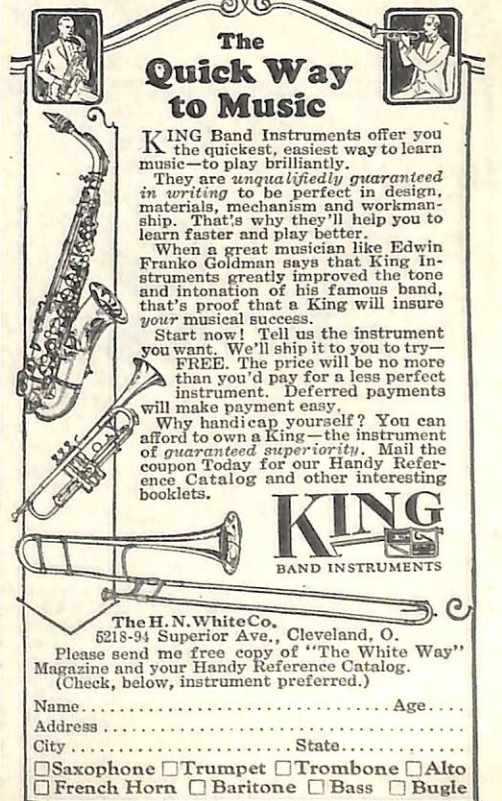 The
Quick Way
to Music
KING Band Instruments offer you
the quickest, easiest way to learn
music—to play brilliantly.
They are unqualifiedly guaranteed
in writing to be perfect in design,
materials, mechanism and workman-
ship. That's why they'll help you to
learn faster and play better.
When a great musician like Edwin
Franko Goldman says that King In-
struments greatly improved the tone
and intonation of his famous band,
that's proof that a King will insure
your musical success.
Start now! Tell us the instrument
you want. We'll ship it to you to try—
FREE. The price will be no more
than you'd pay for a less perfect
instrument. Deferred payments
will make payment easy.
Why handicap yourself? You can
afford to own a King—the instrument
of guaranteed superiority. Mail the
coupon Today for our Handy Refer-
ence Catalog and other interesting
booklets.
KING
BAND INSTRUMENTS
The H. N. White Co.
5218-94 Superior Ave., Cleveland, O.
Please send me free copy of "The White Way"
Magazine and your Handy Reference Catalog.
(Check, below, instrument preferred.)
Name.......................................Age....
Address..........................................
City............................State............
☐Saxophone ☐Trumpet ☐Trombone ☐Alto
☐French Horn ☐Baritone ☐Bass ☐Bugle